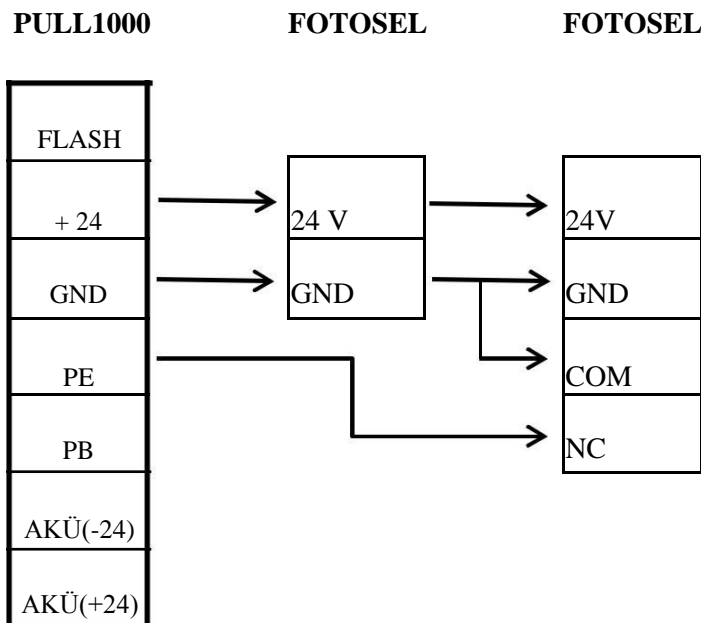 PULL1000 FOTOSEL FOTOSEL
FLASH
+ 24
GND
PE
PB
AKÜ(-24)
AKÜ(+24)
24 V
GND
24V
GND
COM
NC